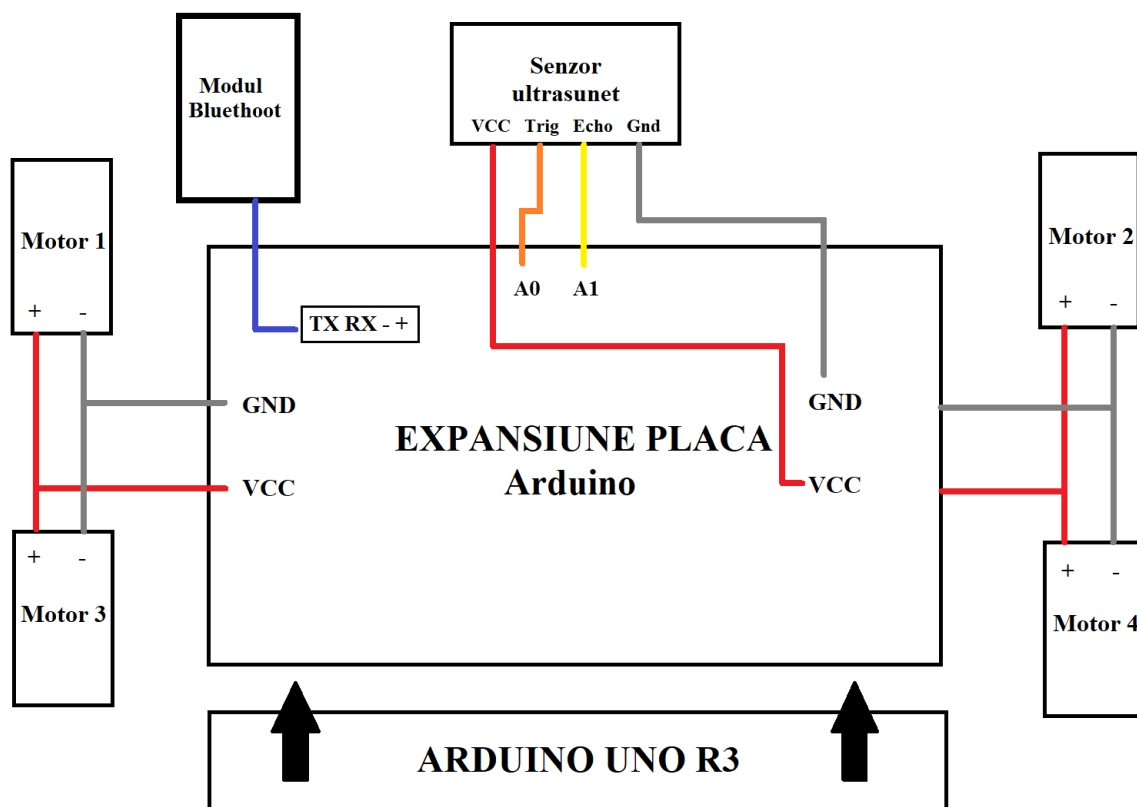 Modul
Bluethoot
Senzor
ultrasunet
VCC Trig Echo Gnd
Motor 1
+ -
Motor 2
+ -
A0 A1
TX RX - +
GND
VCC
EXPANSIUNE PLACA
Arduino
GND
VCC
+ -
Motor 3
+ -
Motor 4
ARDUINO UNO R3